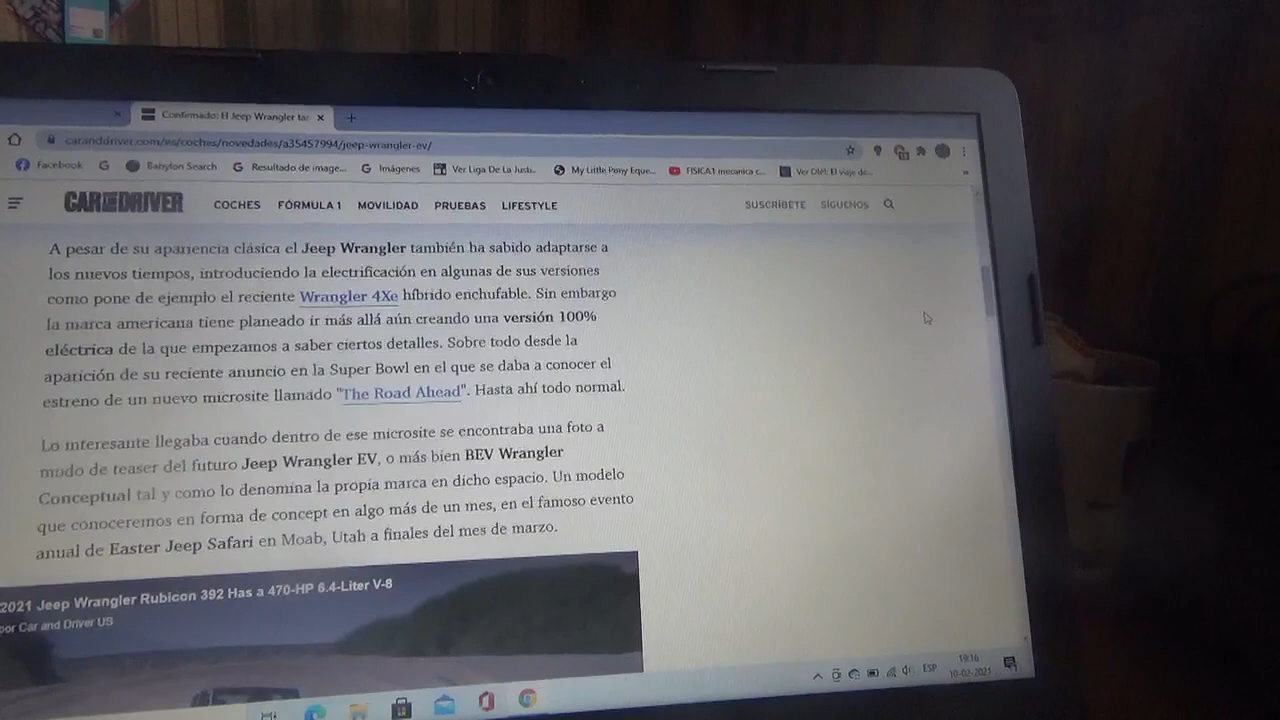 Confirmado: El Jeep Wrangler tar
caranddriver.com/es/coches/novedades/a35457994/jeep-wrangler-ev/
Facebook
Babylon Search
Resultado de image...
Imágenes
Ver Liga De La Justi...
My Little Pony Eque...
FISICA1 mecanica c...
Ver Olé!: El viaje de...
CAR AND DRIVER
COCHES
FÓRMULA 1
MOVILIDAD
PRUEBAS
LIFESTYLE
SUSCRÍBETE
SÍGUENOS
A pesar de su apariencia clásica el Jeep Wrangler también ha sabido adaptarse a
los nuevos tiempos, introduciendo la electrificación en algunas de sus versiones
como pone de ejemplo el reciente Wrangler 4Xe híbrido enchufable. Sin embargo
la marca americana tiene planeado ir más allá aún creando una versión 100%
eléctrica de la que empezamos a saber ciertos detalles. Sobre todo desde la
aparición de su reciente anuncio en la Super Bowl en el que se daba a conocer el
estreno de un nuevo microsite llamado "The Road Ahead". Hasta ahí todo normal.
Lo interesante llegaba cuando dentro de ese microsite se encontraba una foto a
modo de teaser del futuro Jeep Wrangler EV, o más bien BEV Wrangler
Conceptual tal y como lo denomina la propia marca en dicho espacio. Un modelo
que conoceremos en forma de concept en algo más de un mes, en el famoso evento
anual de Easter Jeep Safari en Moab, Utah a finales del mes de marzo.
2021 Jeep Wrangler Rubicon 392 Has a 470-HP 6.4-Liter V-8
por Car and Driver US
ESP
19:16
10-02-2021